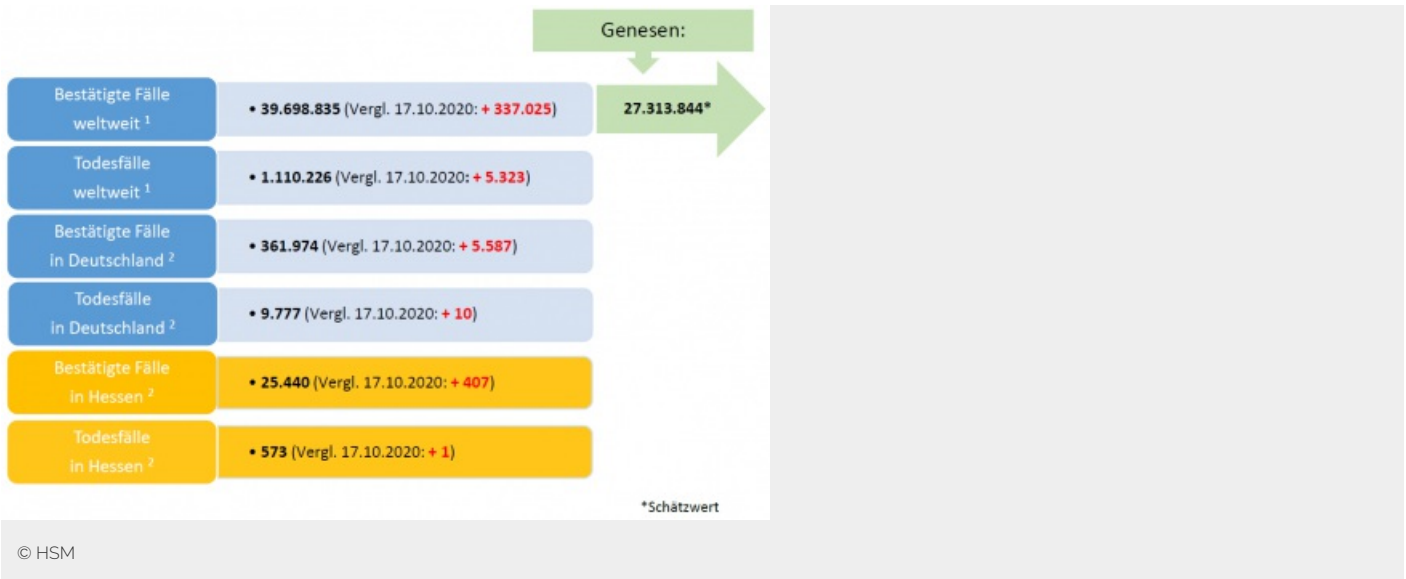 Genesen:
Bestätigte Fälle
weltweit ¹
• 39.698.835 (Vergl. 17.10.2020: + 337.025)
27.313.844*
Todesfälle
weltweit ¹
• 1.110.226 (Vergl. 17.10.2020: + 5.323)
Bestätigte Fälle
in Deutschland ²
• 361.974 (Vergl. 17.10.2020: + 5.587)
Todesfälle
in Deutschland ²
• 9.777 (Vergl. 17.10.2020: + 10)
Bestätigte Fälle
in Hessen ²
• 25.440 (Vergl. 17.10.2020: + 407)
Todesfälle
in Hessen ²
• 573 (Vergl. 17.10.2020: + 1)
*Schätzwert
© HSM